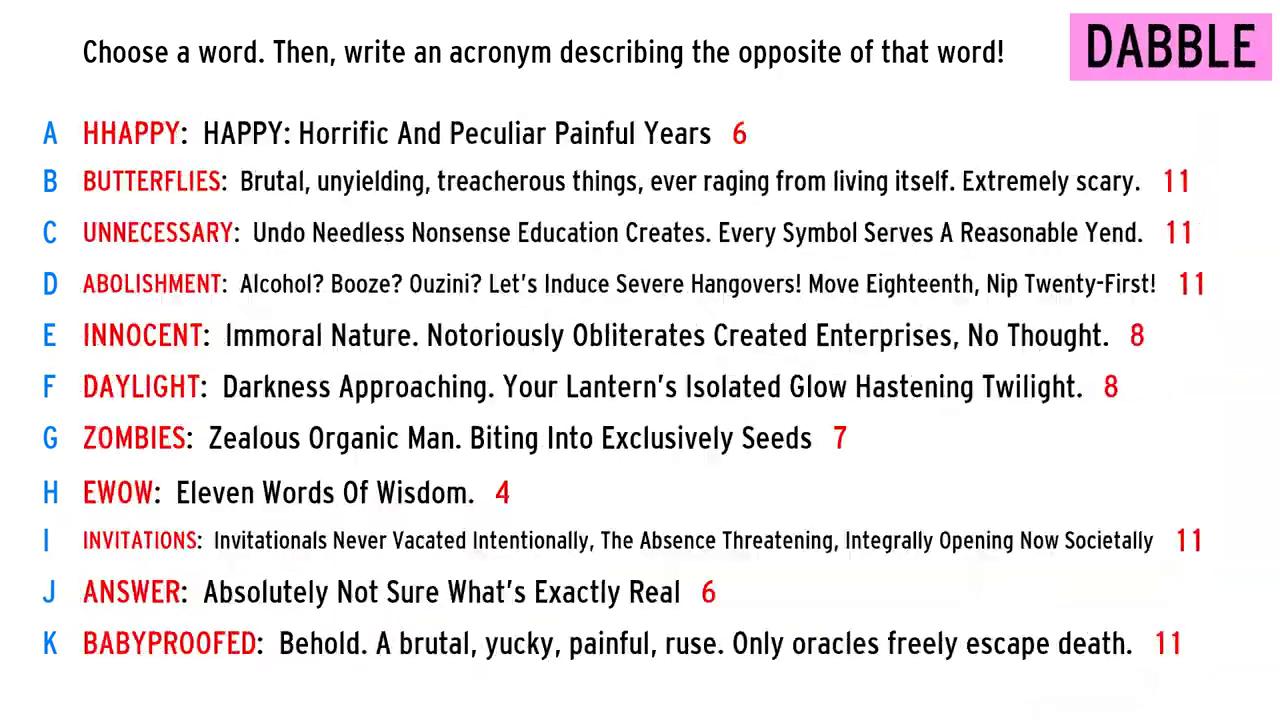 Choose a word. Then, write an acronym describing the opposite of that word!
DABBLE
A HHAPPY: HAPPY: Horrific And Peculiar Painful Years 6
B BUTTERFLIES: Brutal, unyielding, treacherous things, ever raging from living itself. Extremely scary. 11
C UNNECESSARY: Undo Needless Nonsense Education Creates. Every Symbol Serves A Reasonable Yend. 11
D ABOLISHMENT: Alcohol? Booze? Ouzini? Let's Induce Severe Hangovers! Move Eighteenth, Nip Twenty-First! 11
E INNOCENT: Immoral Nature. Notoriously Obliterates Created Enterprises, No Thought. 8
F DAYLIGHT: Darkness Approaching. Your Lantern's Isolated Glow Hastening Twilight. 8
G ZOMBIES: Zealous Organic Man. Biting Into Exclusively Seeds 7
H EWOW: Eleven Words Of Wisdom. 4
I INVITATIONS: Invitationals Never Vacated Intentionally, The Absence Threatening, Integrally Opening Now Societally 11
J ANSWER: Absolutely Not Sure What's Exactly Real 6
K BABYPROOFED: Behold. A brutal, yucky, painful, ruse. Only oracles freely escape death. 11